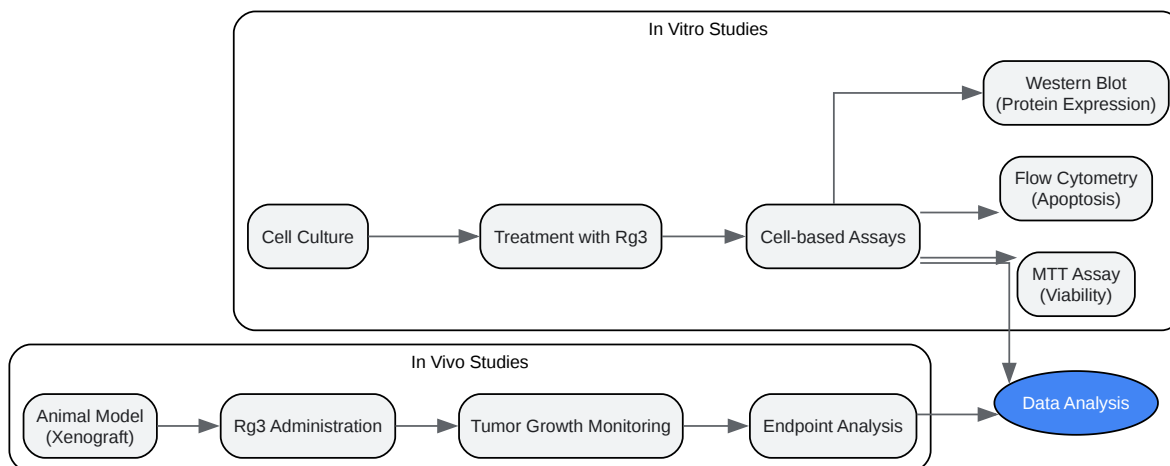 In Vitro Studies
Western Blot
(Protein Expression)
Flow Cytometry
(Apoptosis)
Cell Culture
Treatment with Rg3
Cell-based Assays
MTT Assay
(Viability)
In Vivo Studies
Animal Model
(Xenograft)
Rg3 Administration
Tumor Growth Monitoring
Endpoint Analysis
Data Analysis